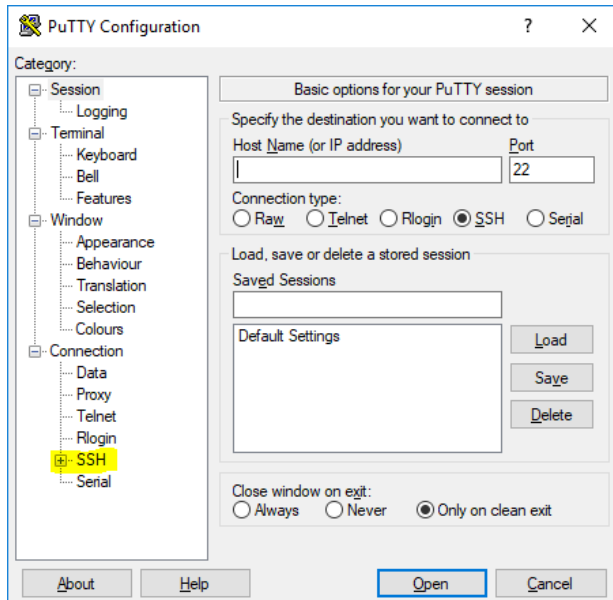 PuTTY Configuration
?
Category:
Session
Logging
Terminal
Keyboard
Bell
Features
Window
Appearance
Behaviour
Translation
Selection
Colours
Connection
Data
Proxy
Telnet
Rlogin
SSH
Serial
Basic options for your PuTTY session
Specify the destination you want to connect to
Host Name (or IP address) Port
22
Connection type:
Raw Telnet Rlogin SSH Serial
Load, save or delete a stored session
Saved Sessions
Default Settings
Load
Save
Delete
Close window on exit:
Always Never Only on clean exit
About Help Open Cancel